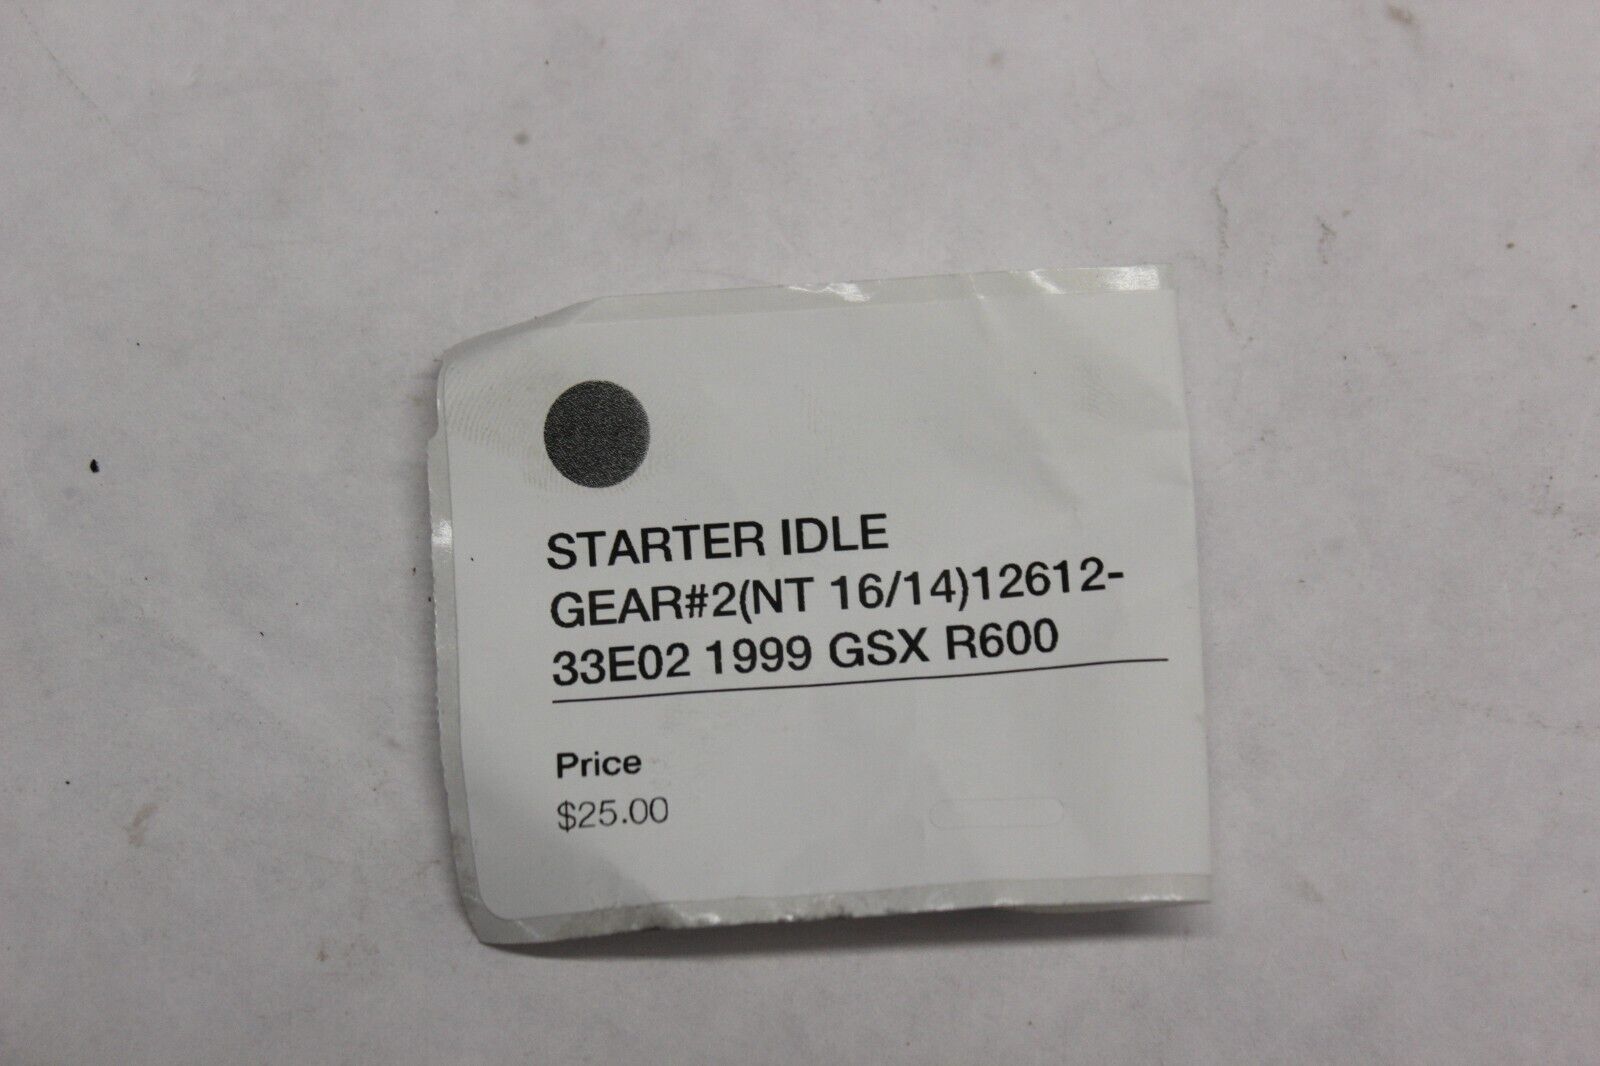 STARTER IDLE
GEAR#2(NT 16/14)12612-
33E02 1999 GSX R600
Price
$25.00